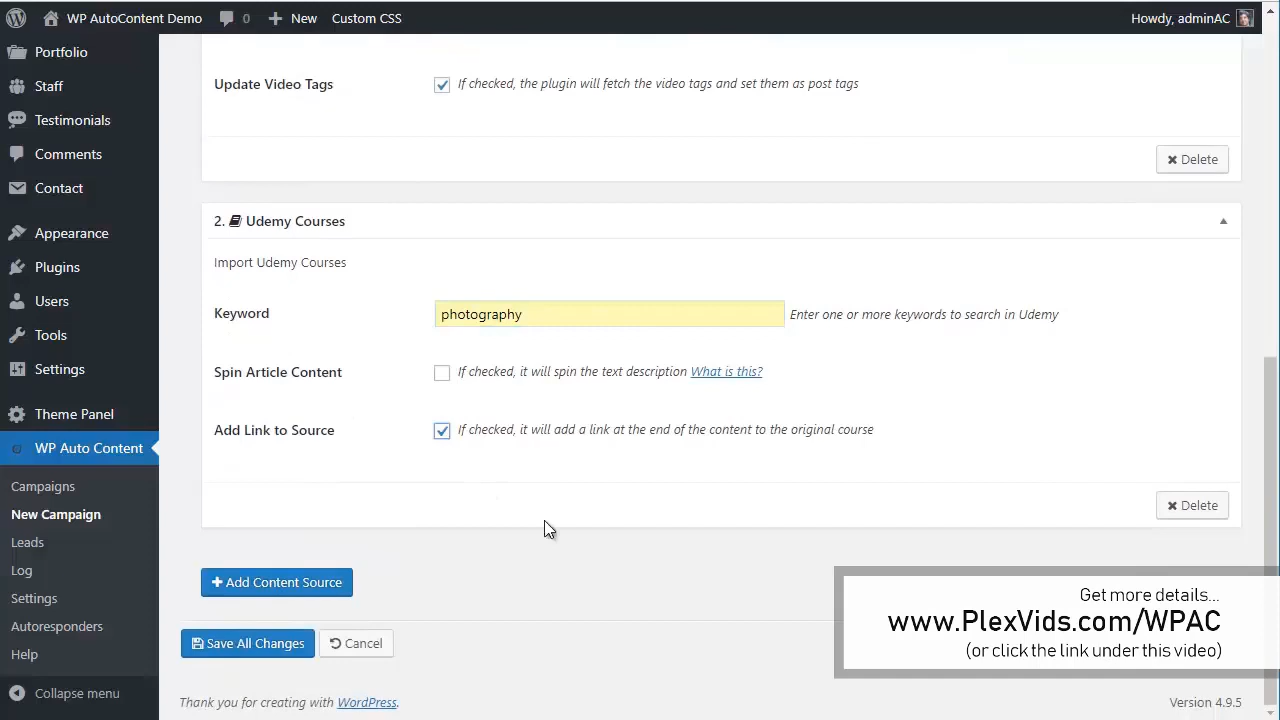 WP AutoContent Demo 0 New Custom CSS Howdy, adminAC
Portfolio
Staff
Testimonials
Comments
Contact
Appearance
Plugins
Users
Tools
Settings
Theme Panel
WP Auto Content
Campaigns
New Campaign
Leads
Log
Settings
Autoresponders
Help
Collapse menu
Update Video Tags If checked, the plugin will fetch the video tags and set them as post tags
Delete
2. Udemy Courses
Import Udemy Courses
Keyword photography Enter one or more keywords to search in Udemy
Spin Article Content If checked, it will spin the text description What is this?
Add Link to Source If checked, it will add a link at the end of the content to the original course
Delete
Add Content Source
Save All Changes Cancel
Get more details...
www.PlexVids.com/WPAC
(or click the link under this video)
Thank you for creating with WordPress. Version 4.9.5